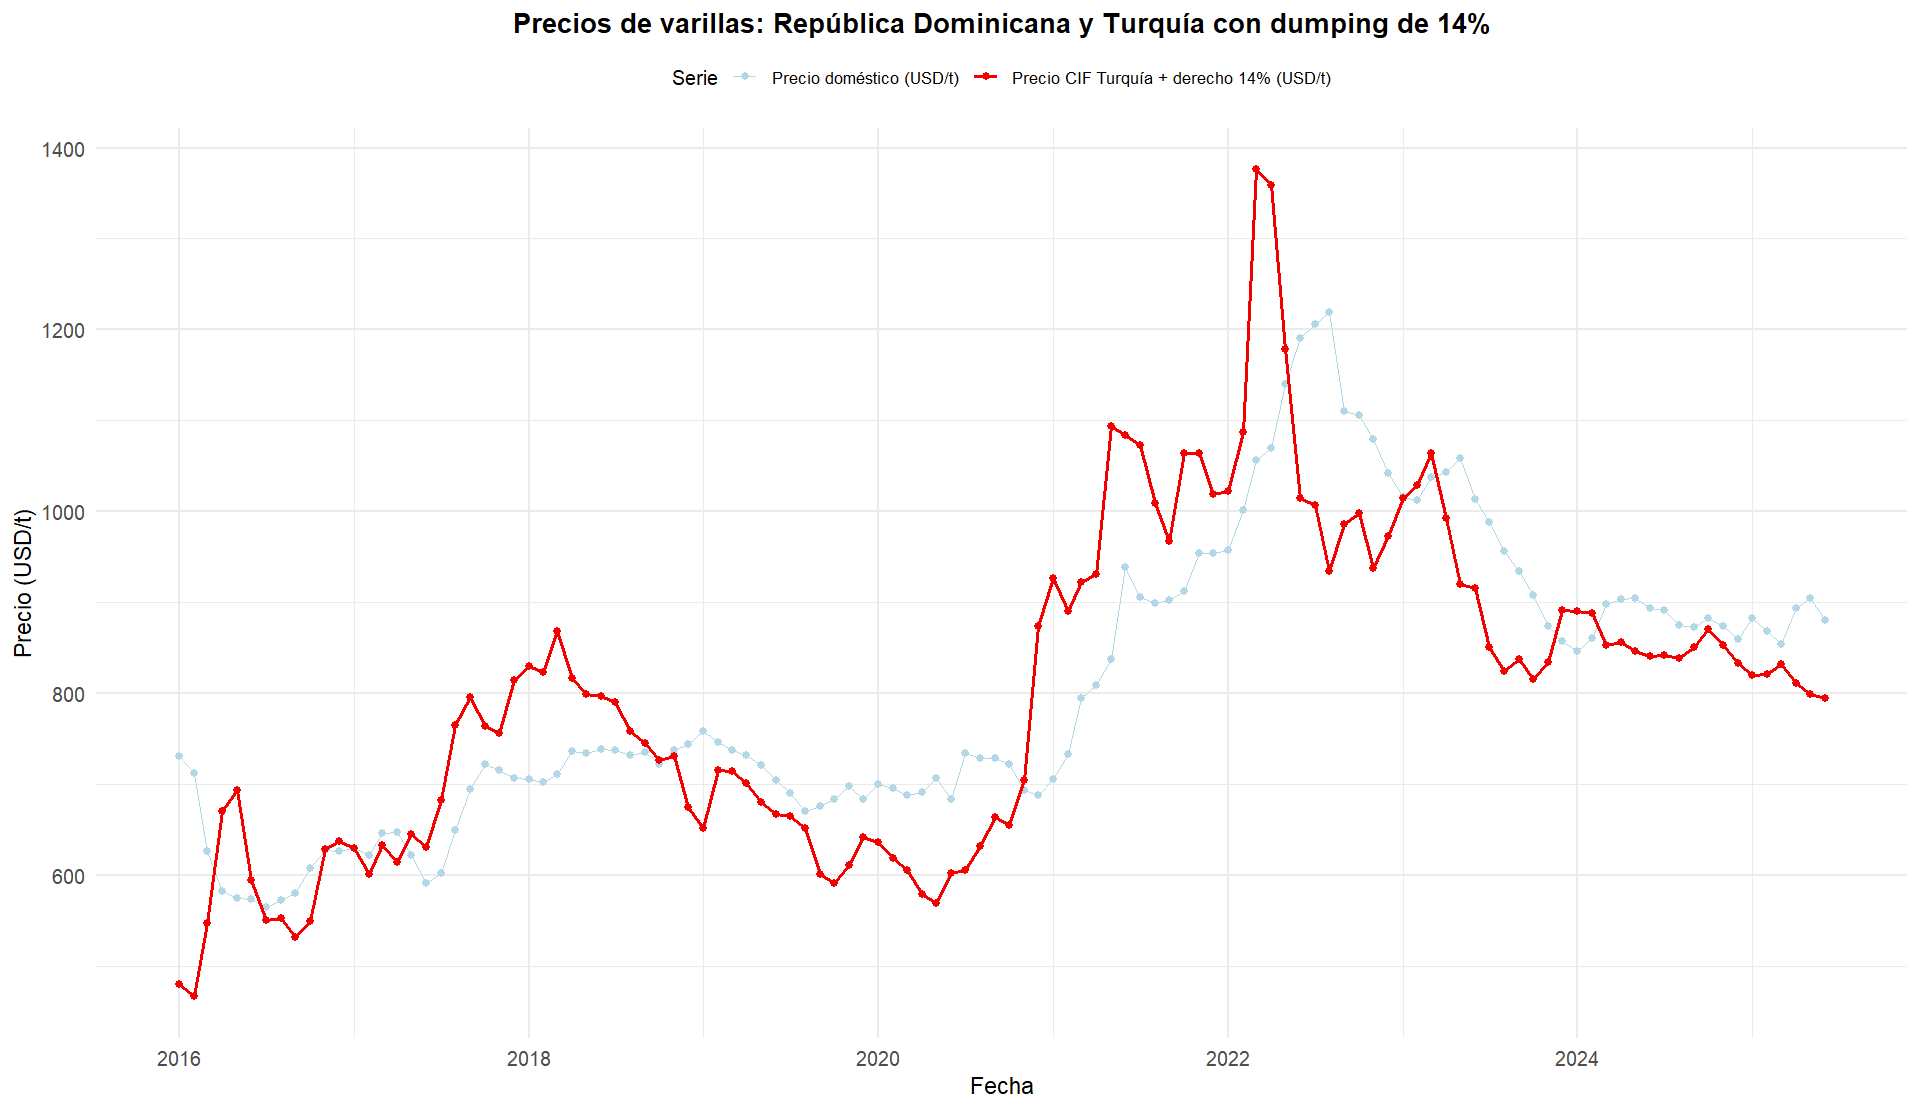 Precios de varillas: República Dominicana y Turquía con dumping de 14%
Serie Precio doméstico (USD/t) Precio CIF Turquía + derecho 14% (USD/t)
Precio (USD/t)
1400
1200
1000
800
600
2016 2018 2020 2022 2024
Fecha